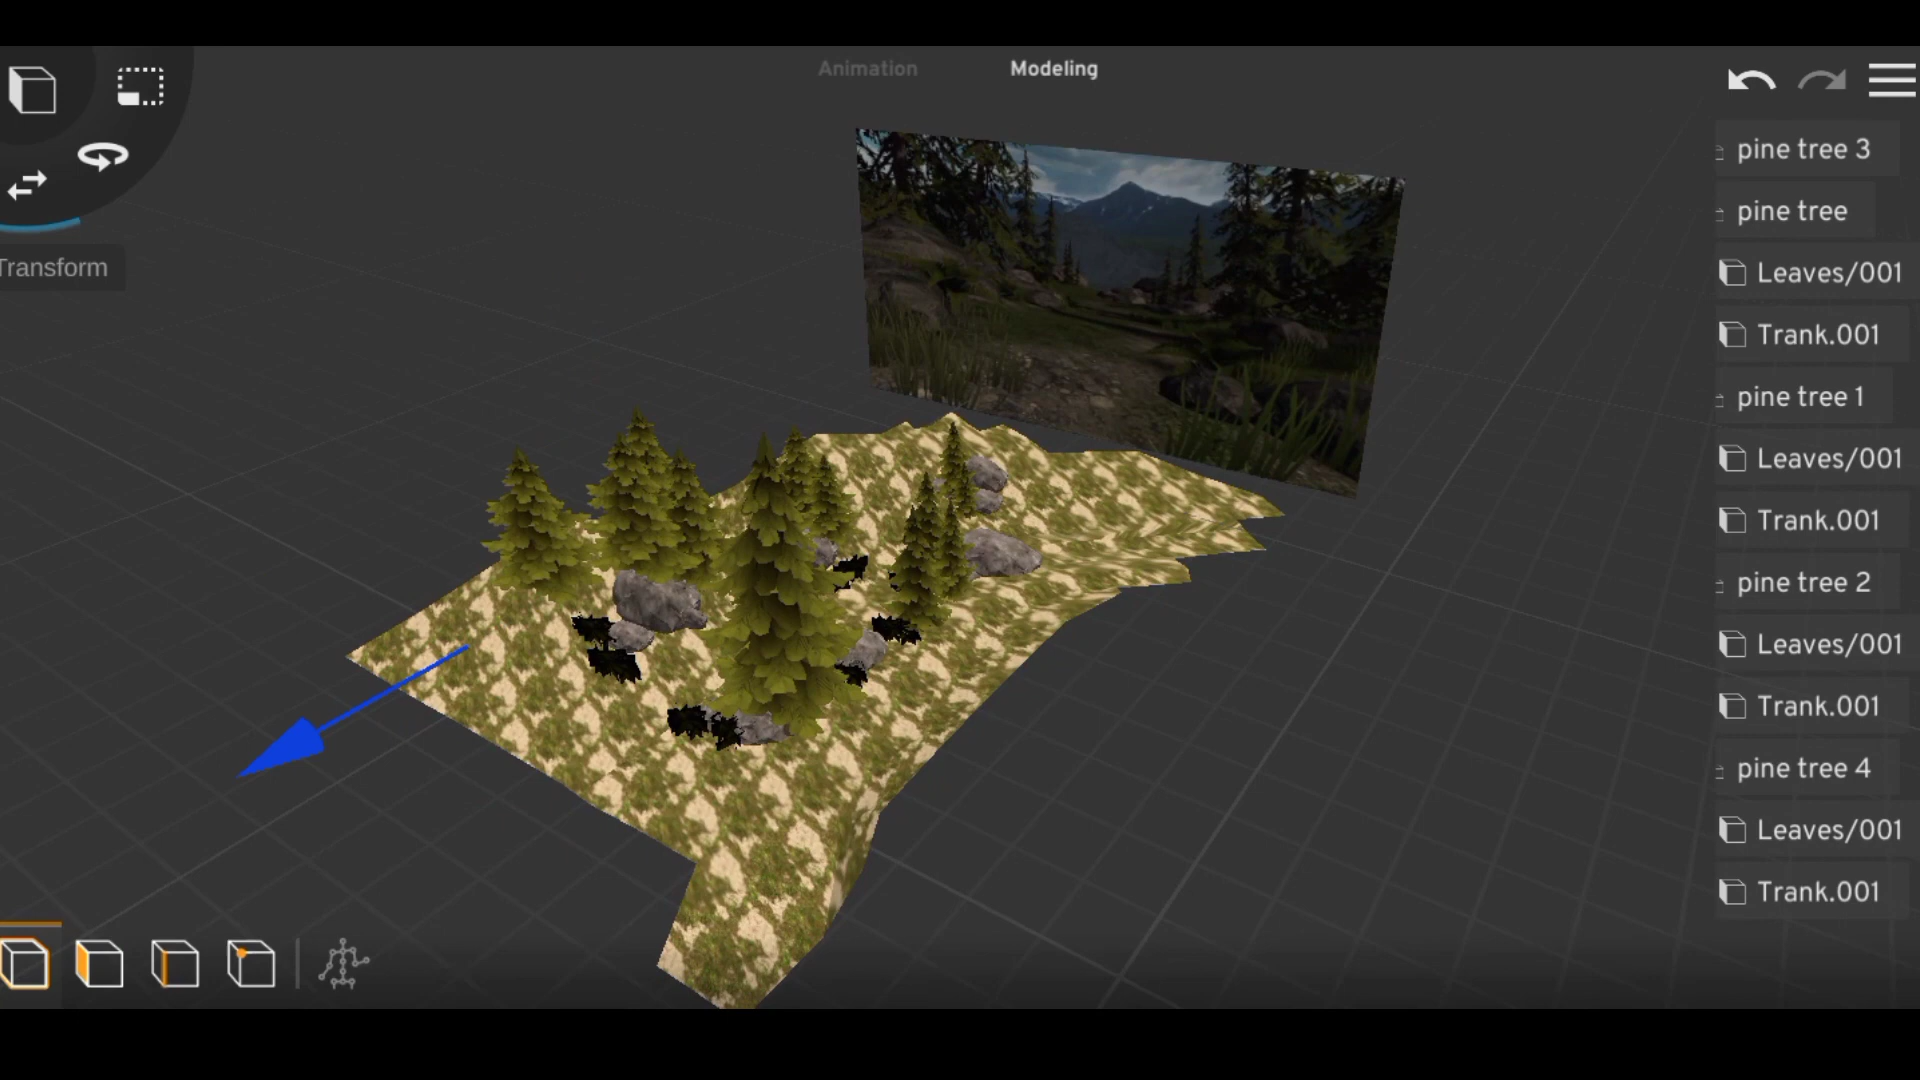 Animation
Modeling
Transform
pine tree 3
pine tree
Leaves/001
Trank.001
pine tree 1
Leaves/001
Trank.001
pine tree 2
Leaves/001
Trank.001
pine tree 4
Leaves/001
Trank.001